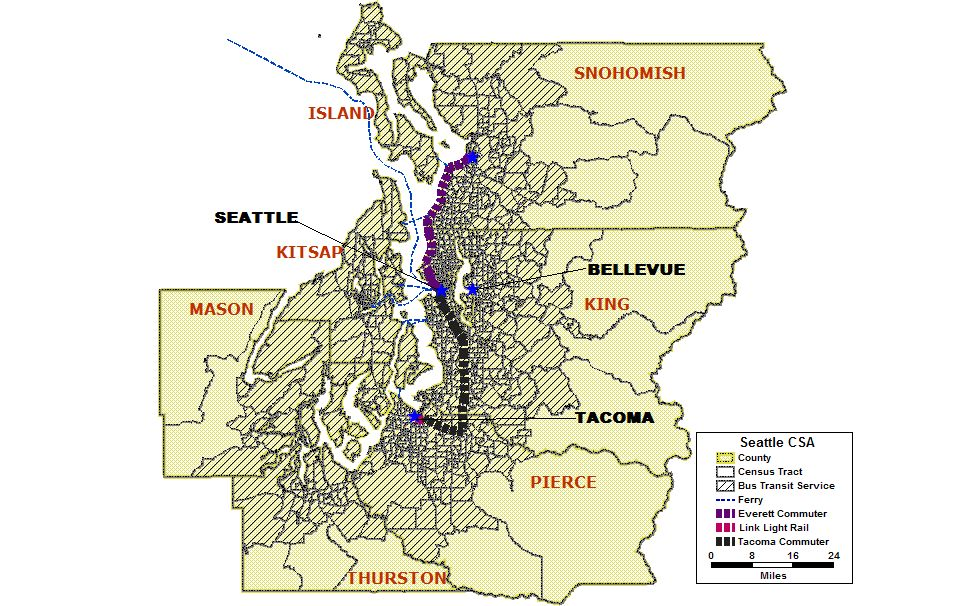 SNOHOMISH
ISLAND
SEATTLE
KITSAP
BELLEVUE
MASON
KING
TACOMA
PIERCE
THURSTON
Seattle CSA
County
Census Tract
Bus Transit Service
Ferry
Everett Commuter
Link Light Rail
Tacoma Commuter
0 8 16 24
Miles